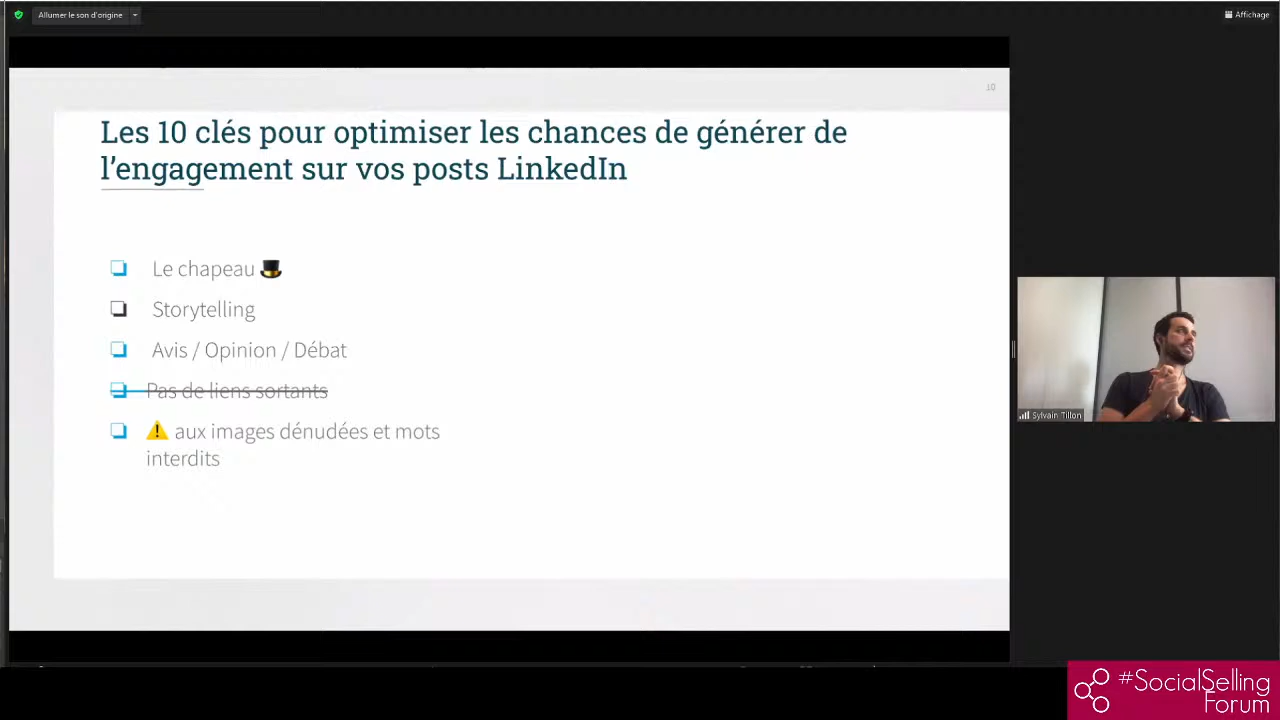 Allumer le son d'origine
Affichage
10
Les 10 clés pour optimiser les chances de générer de
l'engagement sur vos posts LinkedIn
Le chapeau 🎩
Storytelling
Avis / Opinion / Débat
Pas de liens sortants
⚠️ aux images dénudées et mots
interdits
Sylvain Tillon
#SocialSelling
Forum